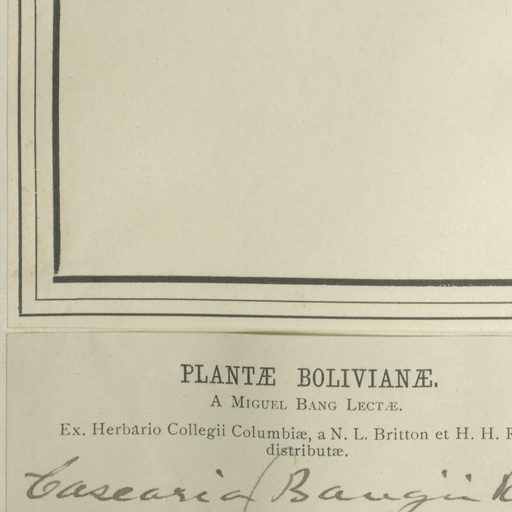 PLANTÆ BOLIVIANÆ.
A MIGUEL BANG LECTÆ.
Ex. Herbario Collegii Columbiæ, a N. L. Britton et H. H. R
distributæ.
Casearia Bangii R